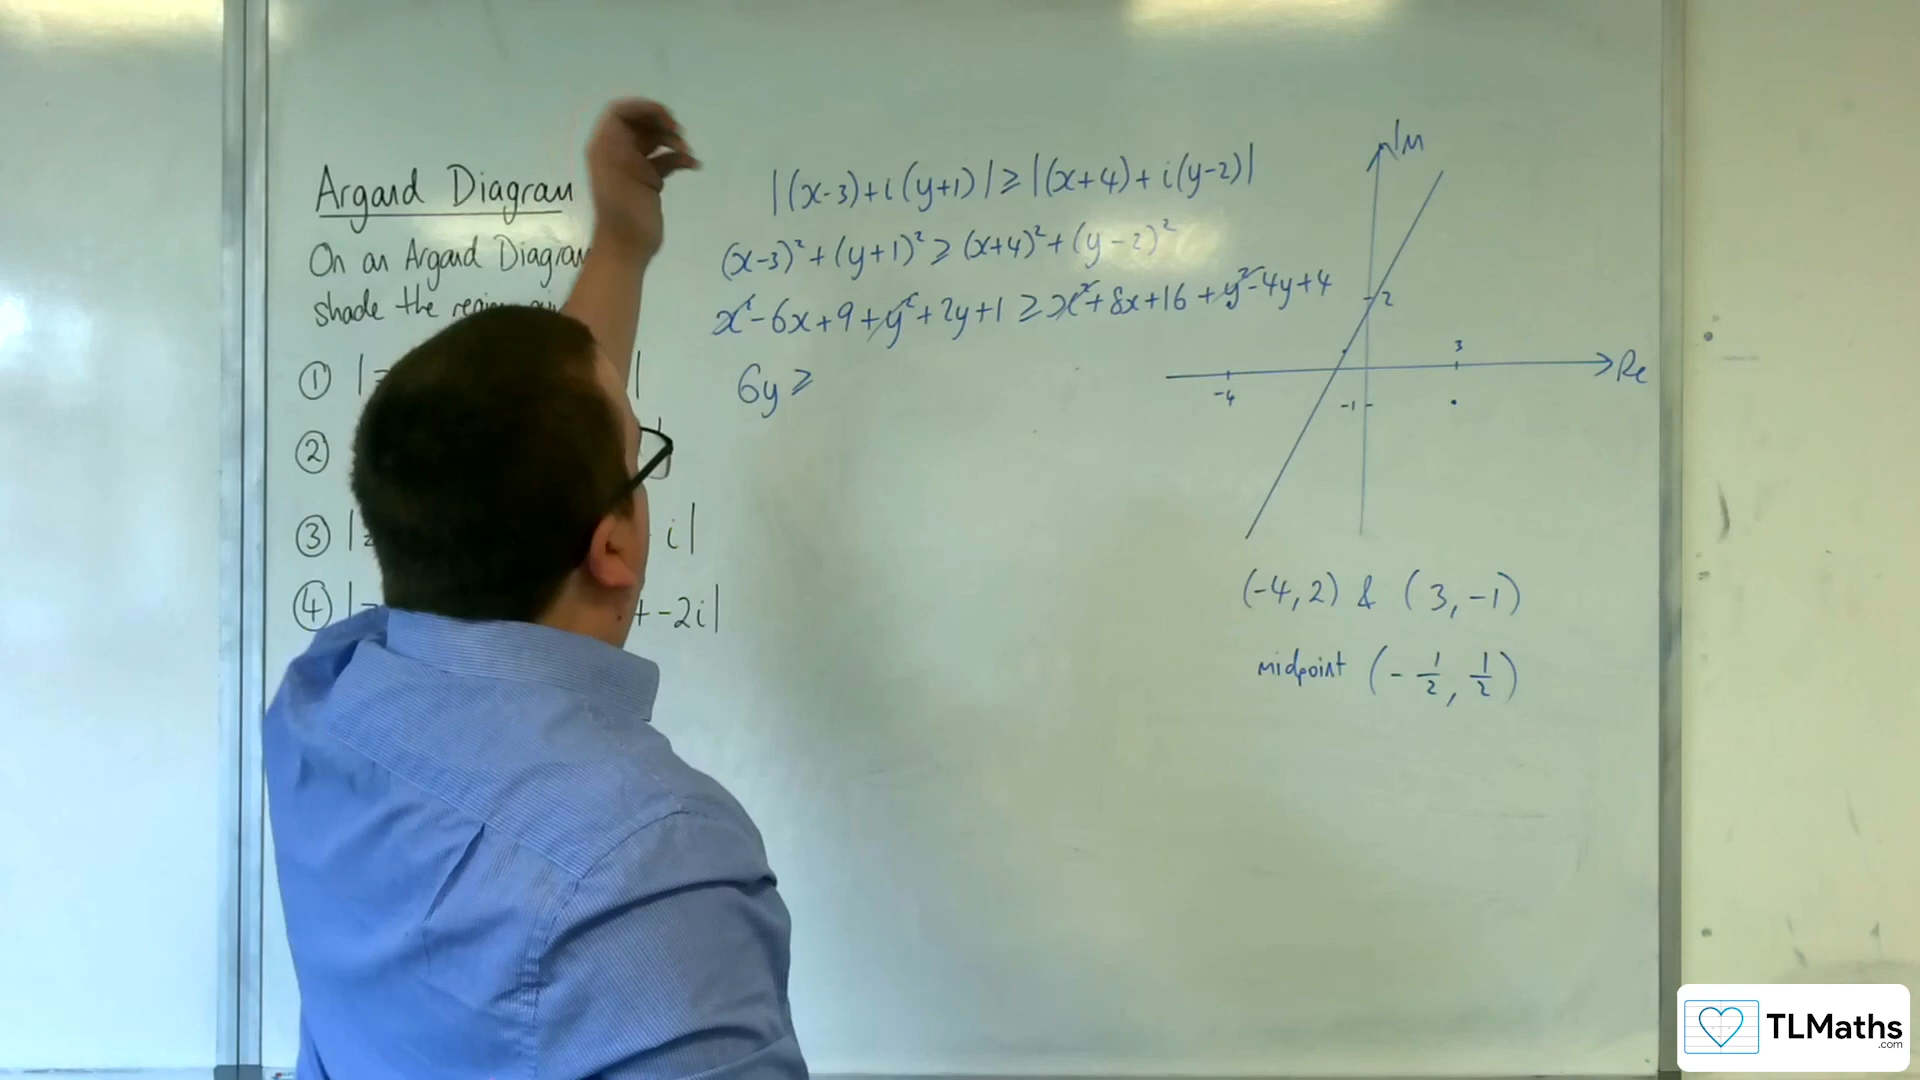 Argand Diagram
On an Argand Diagram
shade the region
① |
② 
③ | i|
④ | + -2i|
|(x-3)+i(y+1)| ≥ |(x+4)+i(y-2)|
(x-3)²+(y+1)² ≥ (x+4)²+(y-2)²
x²-6x+9+y²+2y+1 ≥ x²+8x+16+y²-4y+4
6y ≥
Im
2
3
Re
-4
-1
(-4,2) & (3,-1)
midpoint (-1/2, 1/2)
TLMaths
.com